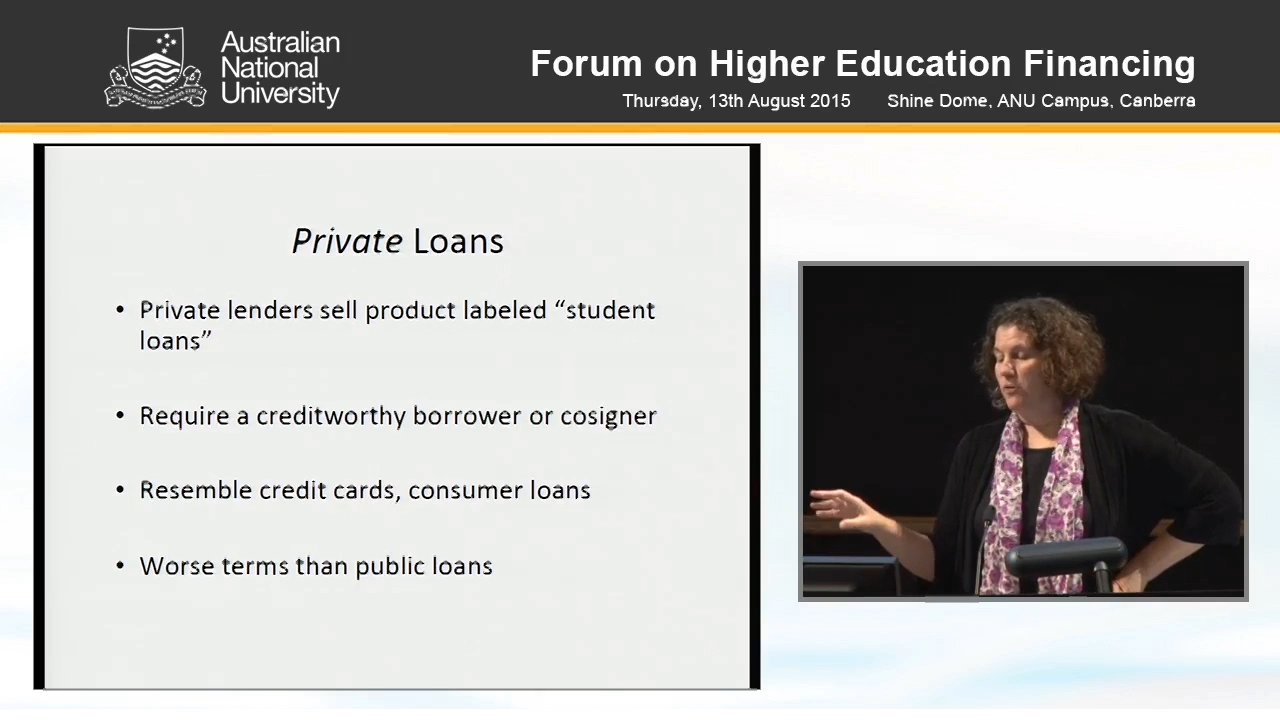 Australian
National
University
Forum on Higher Education Financing
Thursday, 13th August 2015 Shine Dome, ANU Campus, Canberra
Private Loans
• Private lenders sell product labeled “student
loans”
• Require a creditworthy borrower or cosigner
• Resemble credit cards, consumer loans
• Worse terms than public loans